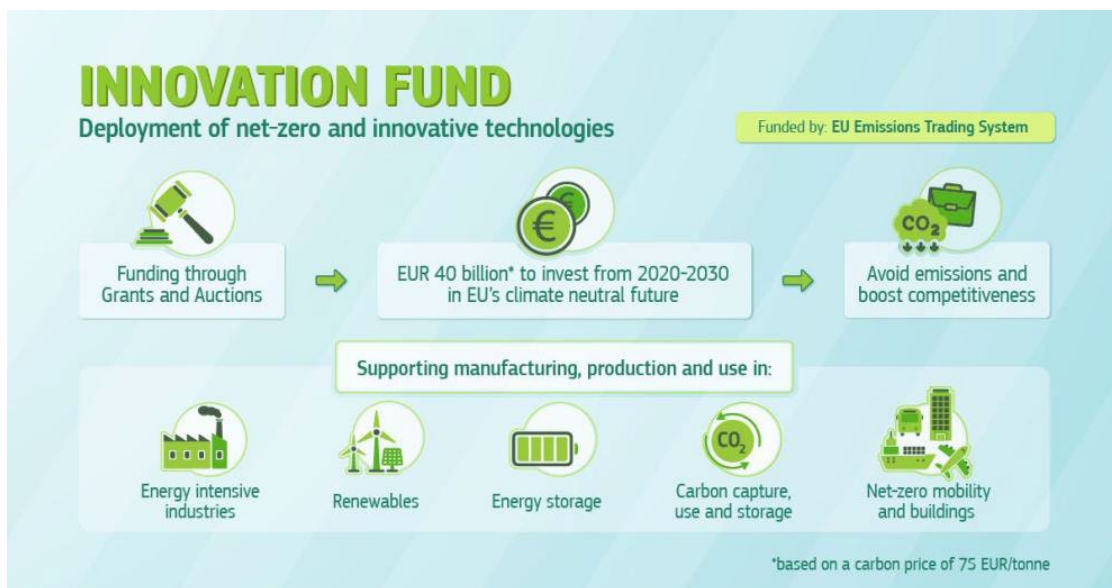 INNOVATION FUND
Deployment of net-zero and innovative technologies
Funded by: EU Emissions Trading System
Funding through
Grants and Auctions
€
€
EUR 40 billion* to invest from 2020-2030
in EU's climate neutral future
CO₂
Avoid emissions and
boost competitiveness
Supporting manufacturing, production and use in:
Energy intensive
industries
Renewables
Energy storage
CO₂
Carbon capture,
use and storage
Net-zero mobility
and buildings
*based on a carbon price of 75 EUR/tonne